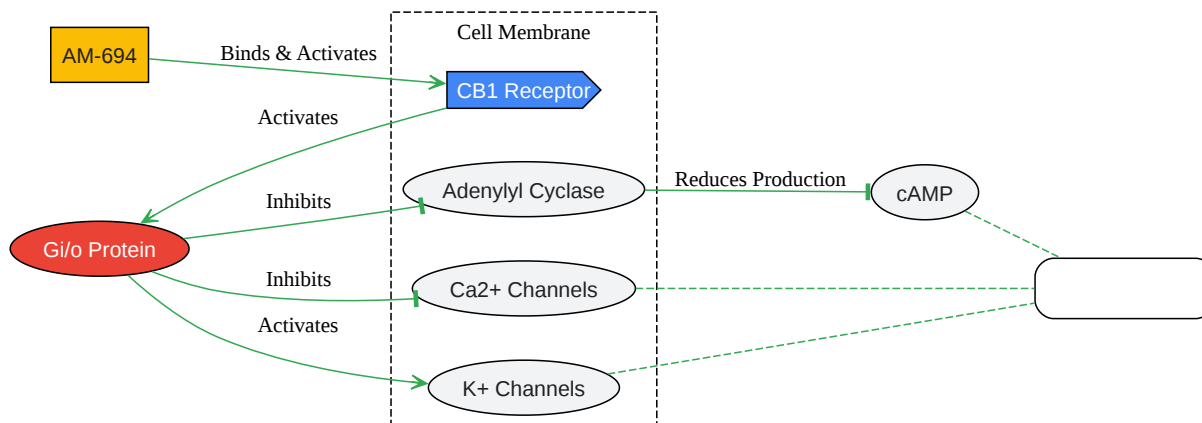 Cell Membrane
AM-694
Binds & Activates
CB1 Receptor
Activates
Adenylyl Cyclase
Reduces Production
cAMP
Inhibits
Gi/o Protein
Inhibits
Ca2+ Channels
Activates
K+ Channels